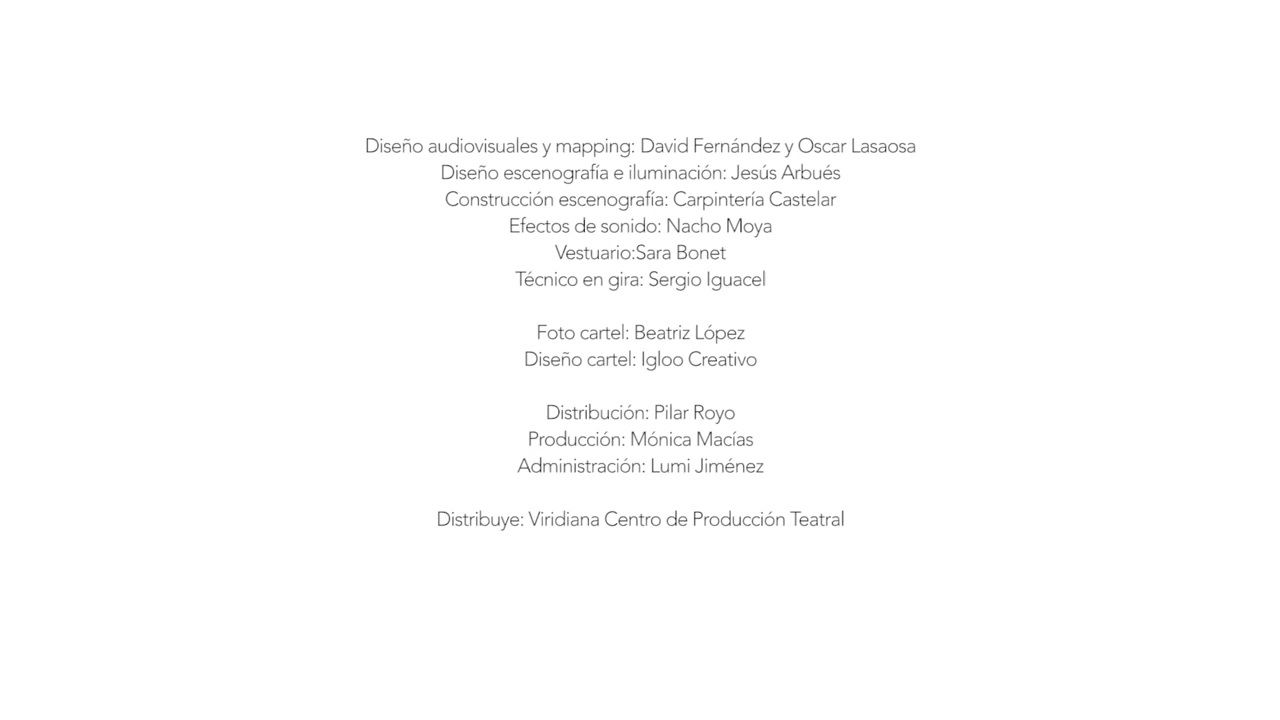 Diseño audiovisuales y mapping: David Fernández y Oscar Lasaosa
Diseño escenografía e iluminación: Jesús Arbués
Construcción escenografía: Carpintería Castelar
Efectos de sonido: Nacho Moya
Vestuario:Sara Bonet
Técnico en gira: Sergio Iguacel
Foto cartel: Beatriz López
Diseño cartel: Igloo Creativo
Distribución: Pilar Royo
Producción: Mónica Macías
Administración: Lumi Jiménez
Distribuye: Viridiana Centro de Producción Teatral